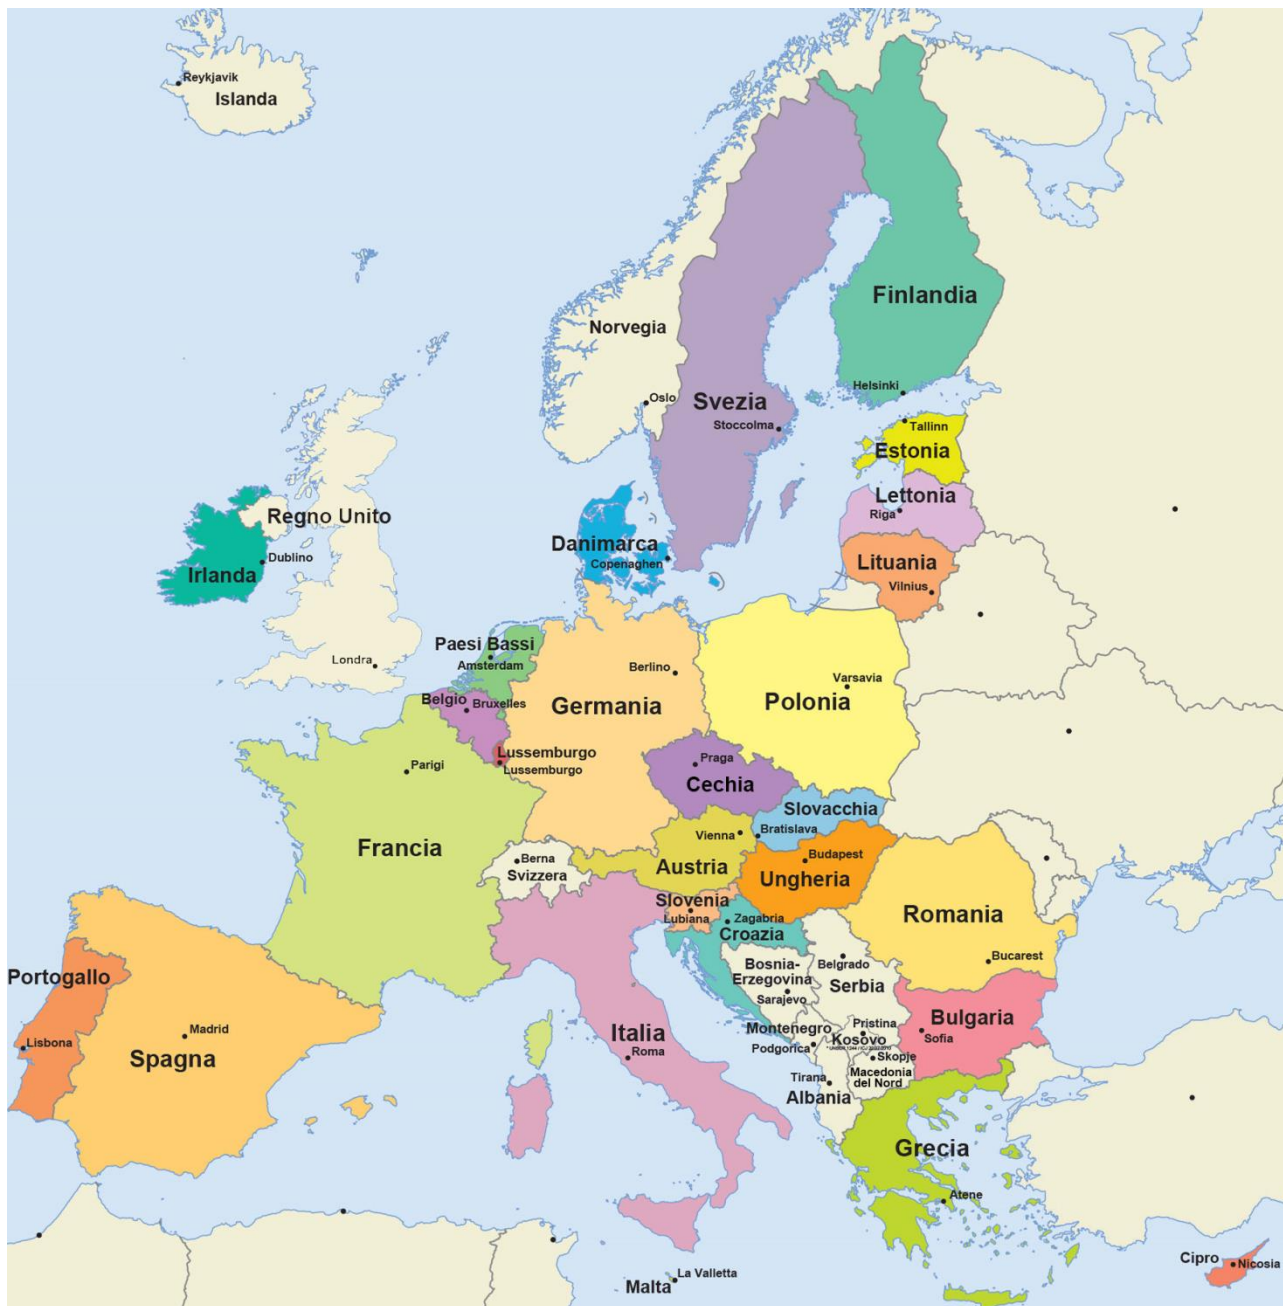 Reykjavik
Islanda
Finlandia
Norvegia
Helsinki
Oslo
Svezia
Stoccolma
Tallinn
Estonia
Lettonia
Riga
Regno Unito
Danimarca
Copenaghen
Dublino
Irlanda
Lituania
Vilnius
Paesi Bassi
Amsterdam
Londra
Berlino
Varsavia
Belgio
Bruxelles
Germania
Polonia
Lussemburgo
Lussemburgo
Parigi
Praga
Cechia
Slovacchia
Bratislava
Vienna
Austria
Francia
Berna
Svizzera
Budapest
Ungheria
Slovenia
Lubiana
Zagabria
Croazia
Romania
Bucarest
Bosnia-
Erzegovina
Sarajevo
Belgrado
Serbia
Portogallo
Lisbona
Madrid
Spagna
Italia
Roma
Montenegro
Podgorica
Pristina
Kosovo
Bulgaria
Sofia
Skopje
Macedonia
del Nord
Tirana
Albania
Grecia
Atene
Malta
La Valletta
Cipro
Nicosia